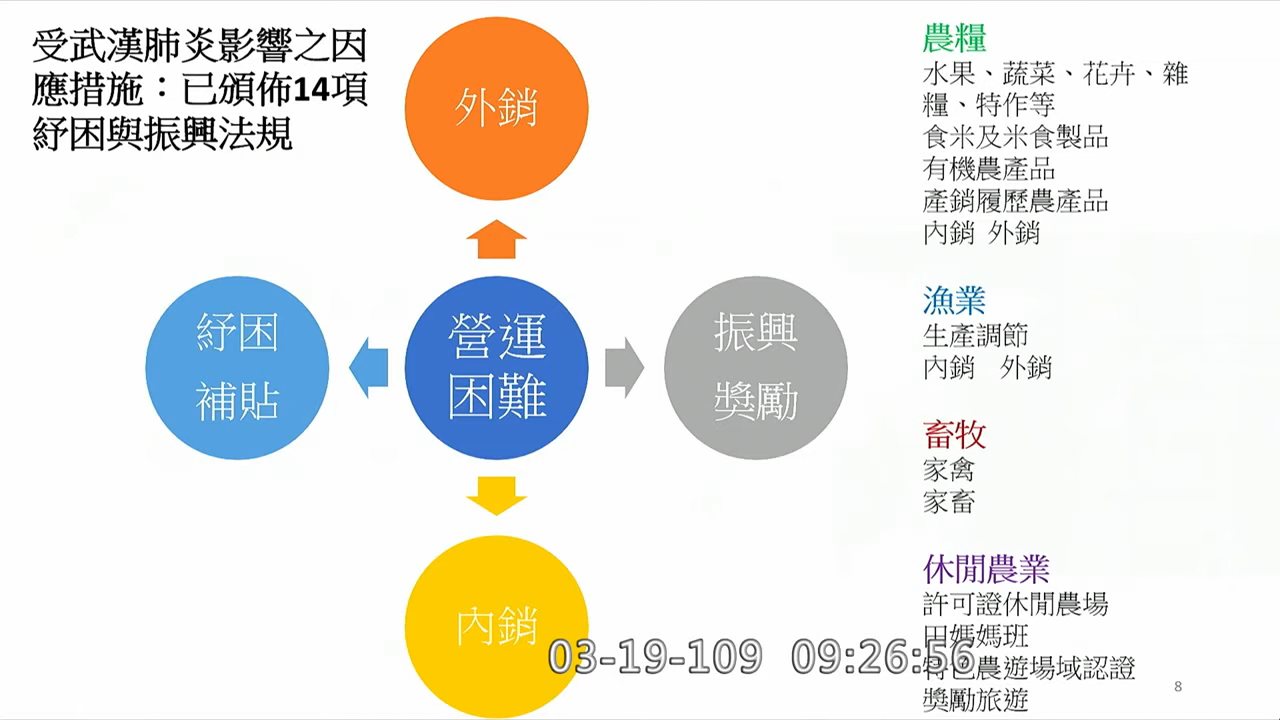 受武漢肺炎影響之因
應措施：已頒佈14項
紓困與振興法規
外銷
紓困
補貼
營運
困難
振興
獎勵
內銷
農糧
水果、蔬菜、花卉、雜
糧、特作等
食米及米食製品
有機農產品
產銷履歷農產品
內銷 外銷
漁業
生產調節
內銷 外銷
畜牧
家禽
家畜
休閒農業
許可證休閒農場
田媽媽班
特色農遊場域認證
獎勵旅遊
03-19-109 09:26:56
8